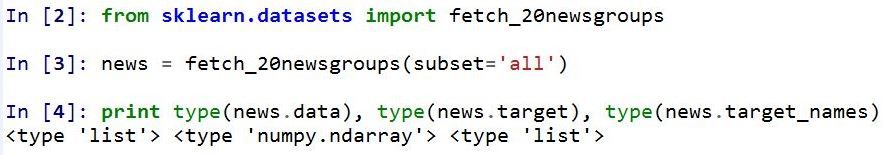 In [2]: from sklearn.datasets import fetch_20newsgroups
In [3]: news = fetch_20newsgroups(subset='all')
In [4]: print type(news.data), type(news.target), type(news.target_names)
<type 'list'> <type 'numpy.ndarray'> <type 'list'>